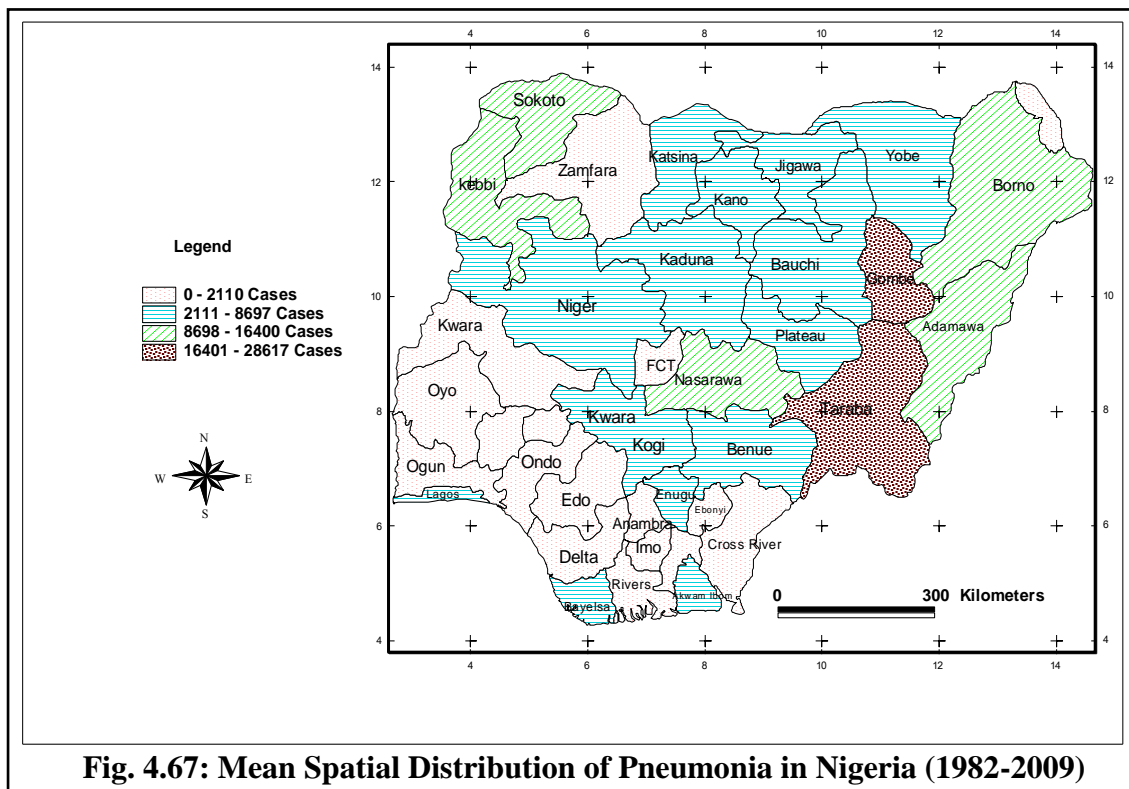 4 6 8 10 12 14
14 14
Sokoto
Katsina
Jigawa
Yobe
Zamfara
12 12
kebbi
Borno
Kano
Legend
Kaduna
Bauchi
Gombe
0 - 2110 Cases
10 10
2111 - 8697 Cases
Niger
8698 - 16400 Cases
Kwara
Adamawa
16401 - 28617 Cases
Plateau
FCT
Nasarawa
Oyo
Taraba
8 8
Kwara
N
Kogi
Benue
Ogun
Ondo
W E
Lagos
Enugu
Edo
Ebonyi
S
6 6
Anambra
Imo
Cross River
Delta
Rivers
Akwam Ibom
0 300 Kilometers
Bayelsa
4 4
4 6 8 10 12 14
Fig. 4.67: Mean Spatial Distribution of Pneumonia in Nigeria (1982-2009)